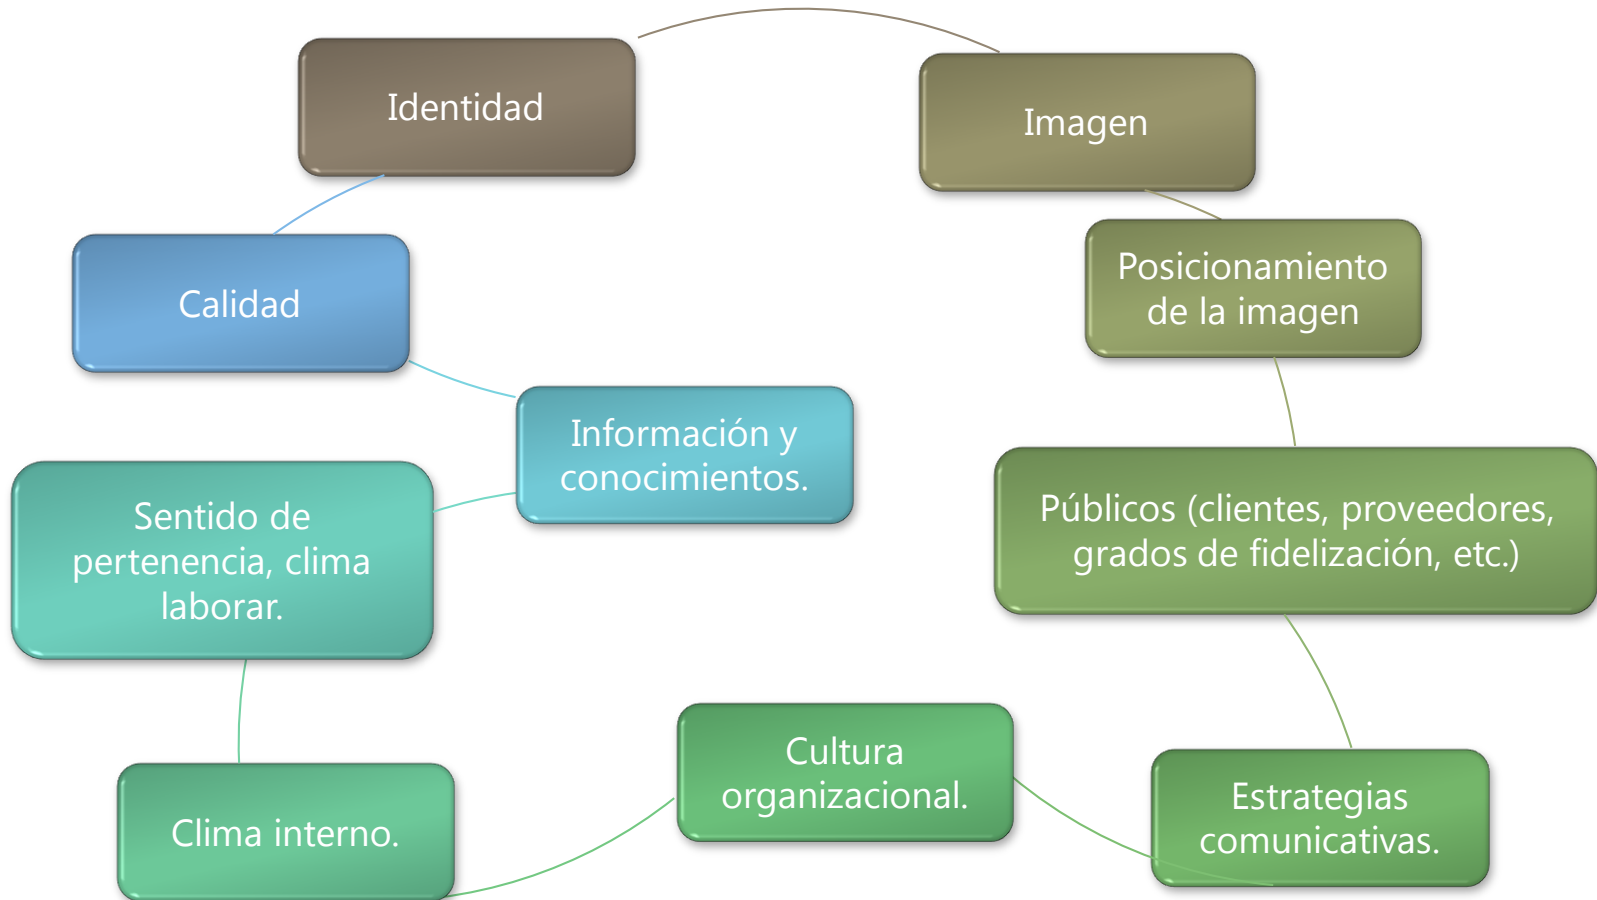 Identidad
Imagen
Posicionamiento
de la imagen
Calidad
Información y
conocimientos.
Públicos (clientes, proveedores,
grados de fidelización, etc.)
Sentido de
pertenencia, clima
laborar.
Cultura
organizacional.
Estrategias
comunicativas.
Clima interno.